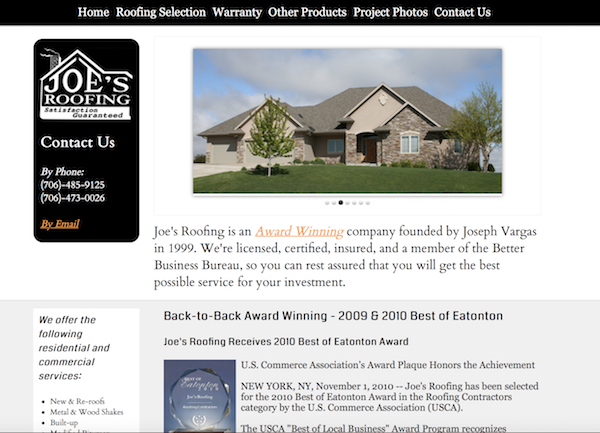 Home Roofing Selection Warranty Other Products Project Photos Contact Us
JOE'S
ROOFING
Satisfaction
Guaranteed
Contact Us
By Phone:
(706)-485-9125
(706)-473-0026
By Email
Joe's Roofing is an Award Winning company founded by Joseph Vargas
in 1999. We're licensed, certified, insured, and a member of the Better
Business Bureau, so you can rest assured that you will get the best
possible service for your investment.
We offer the
following
residential and
commercial
services:
New & Re-roofs
Metal & Wood Shakes
Built-up
Back-to-Back Award Winning - 2009 & 2010 Best of Eatonton
Joe's Roofing Receives 2010 Best of Eatonton Award
BEST OF
Eatonton
2010
Joe's Roofing
Roofing Contractors
U.S. Commerce Association's Award Plaque Honors the Achievement
NEW YORK, NY, November 1, 2010 -- Joe's Roofing has been selected
for the 2010 Best of Eatonton Award in the Roofing Contractors
category by the U.S. Commerce Association (USCA).
The USCA "Best of Local Business" Award Program recognizes